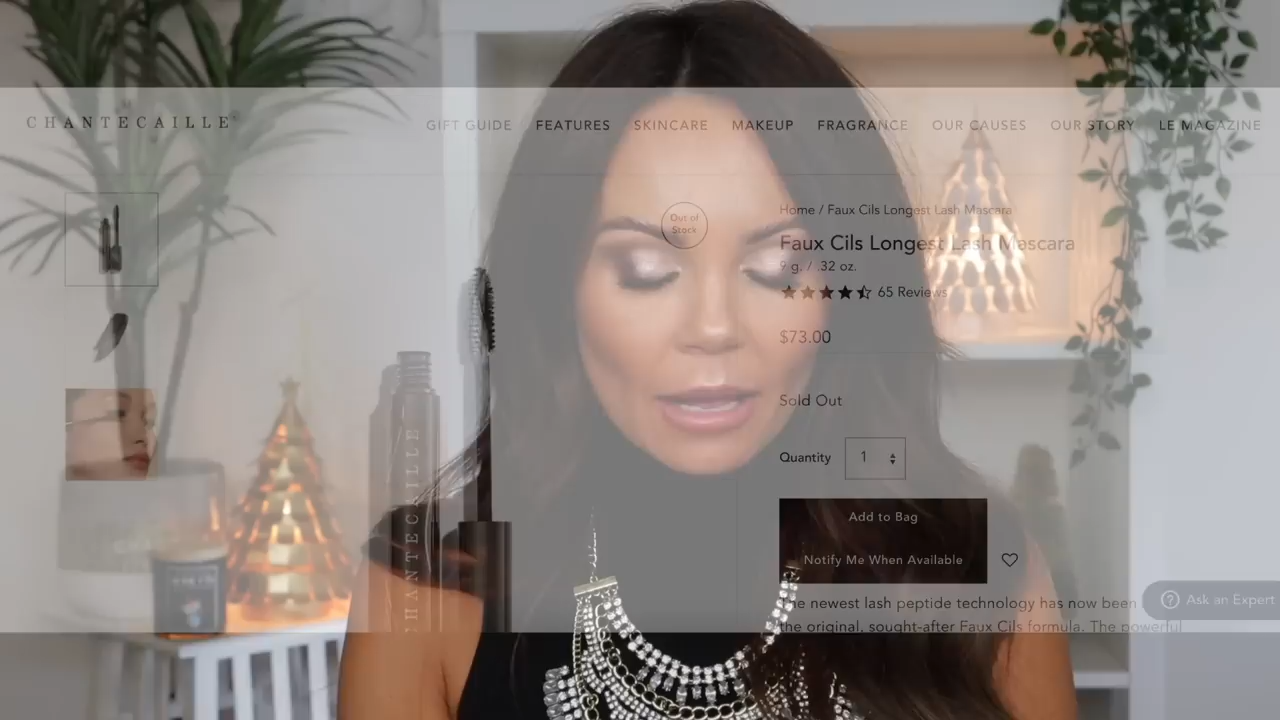 CHANTECAILLE
GIFT GUIDE FEATURES SKINCARE MAKEUP FRAGRANCE OUR CAUSES OUR STORY LE MAGAZINE
Out of
Stock
Home / Faux Cils Longest Lash Mascara
Faux Cils Longest Lash Mascara
9 g. / .32 oz.
65 Reviews
$73.00
Sold Out
Quantity 1
Add to Bag
Notify Me When Available
CHANTECAILLE
Ask an Expert
The newest lash peptide technology has now been
the original, sought-after Faux Cils formula. The powerful